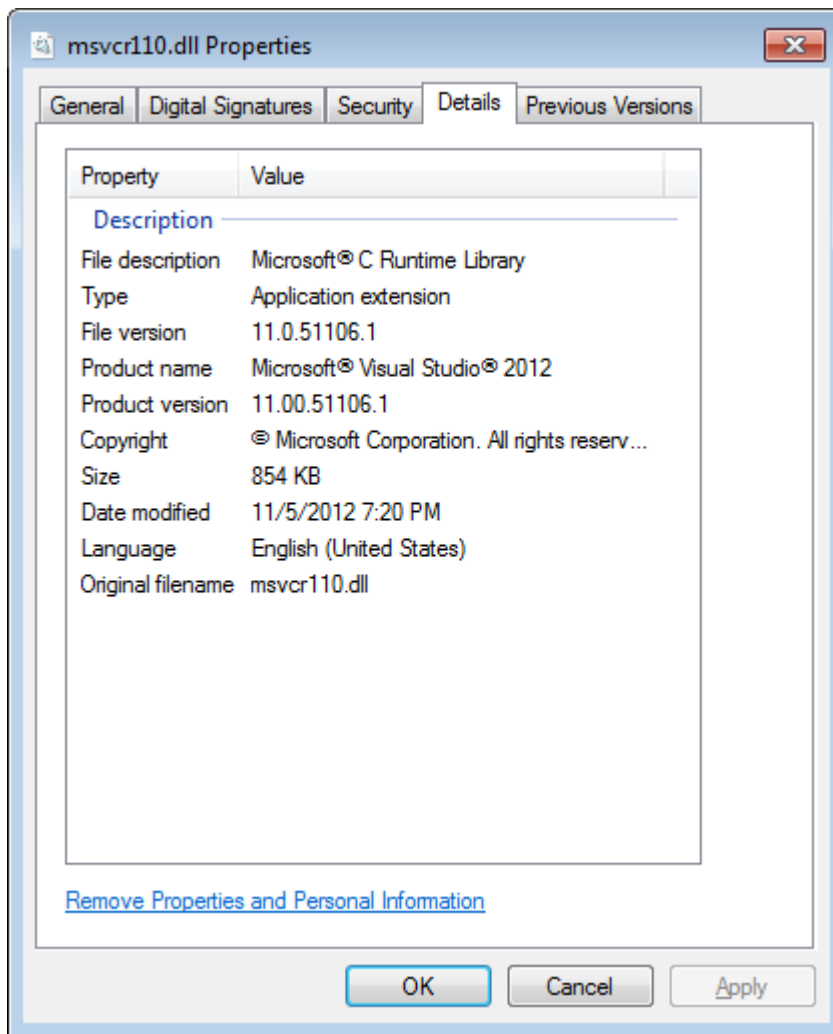 msvcr110.dll Properties
General Digital Signatures Security Details Previous Versions
Property Value
Description
File description Microsoft® C Runtime Library
Type Application extension
File version 11.0.51106.1
Product name Microsoft® Visual Studio® 2012
Product version 11.00.51106.1
Copyright © Microsoft Corporation. All rights reserv...
Size 854 KB
Date modified 11/5/2012 7:20 PM
Language English (United States)
Original filename msvcr110.dll
Remove Properties and Personal Information
OK Cancel Apply